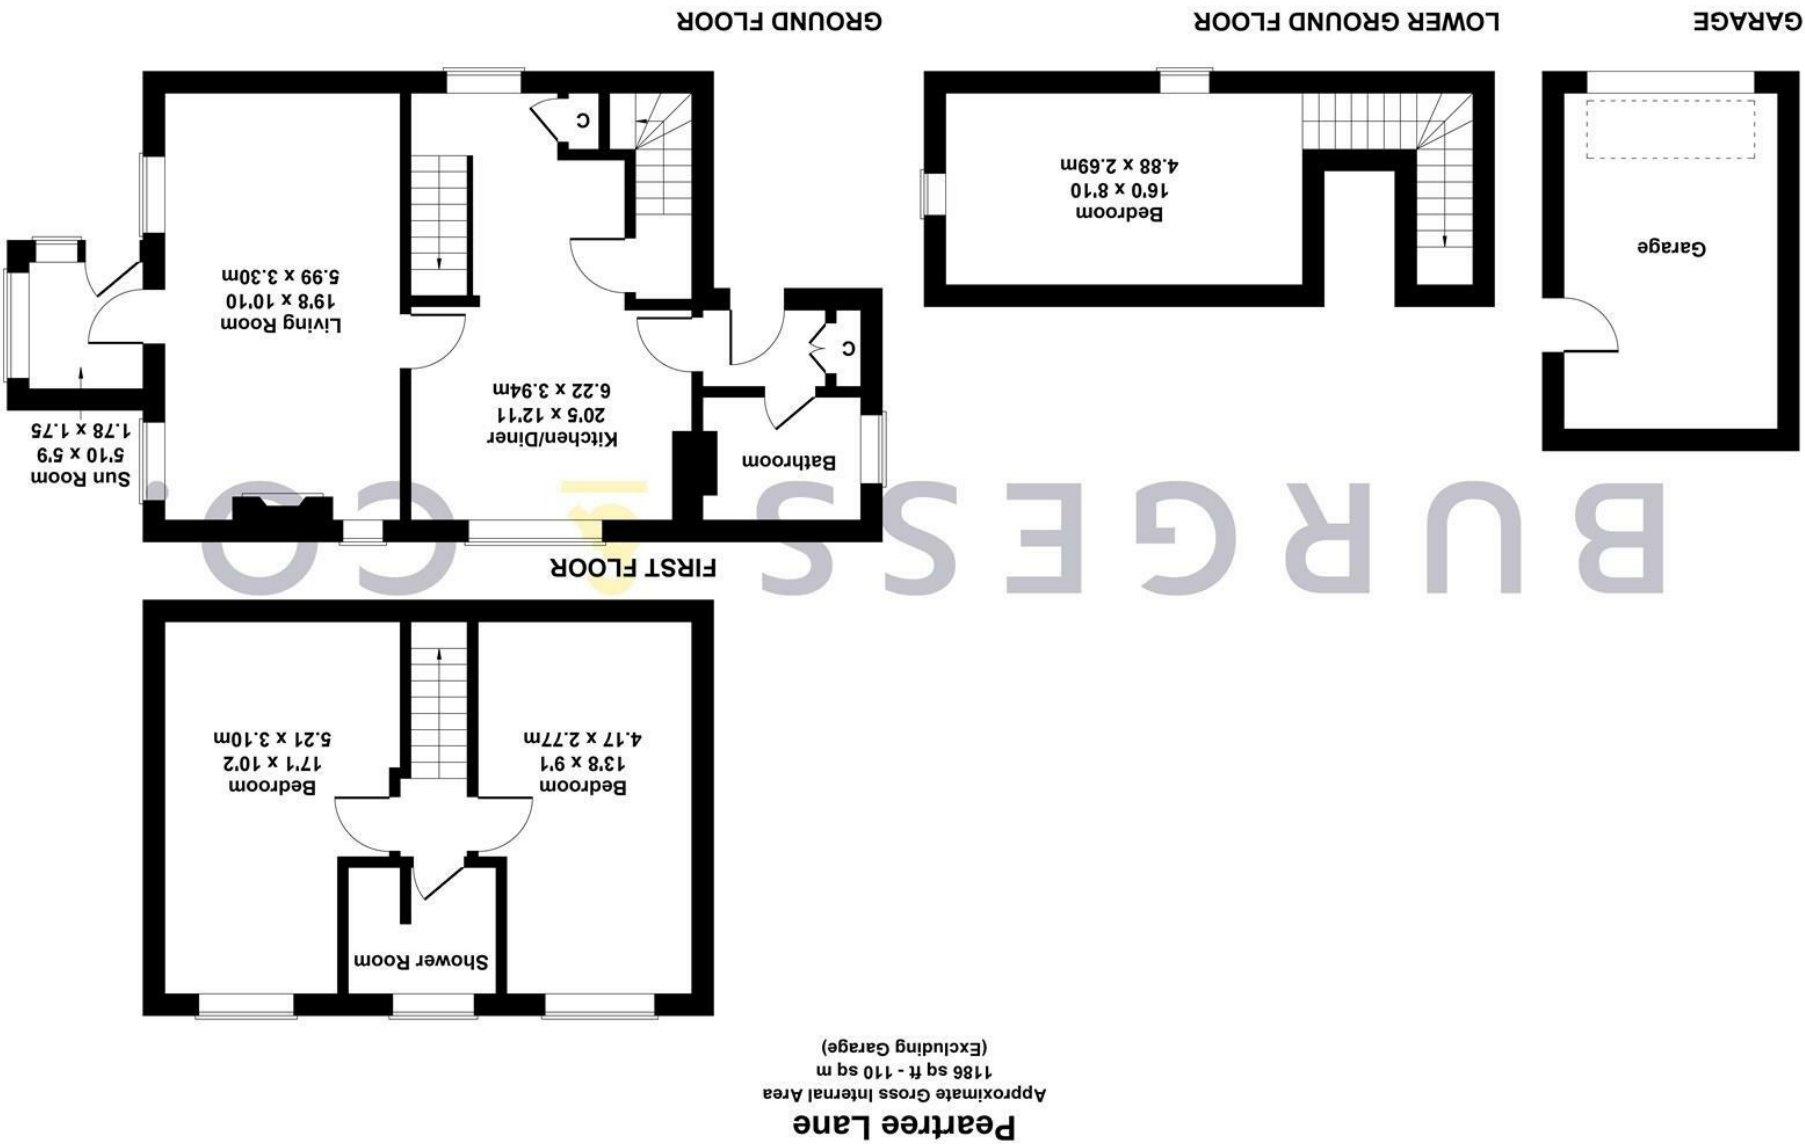 Peartree Lane
Approximate Gross Internal Area
1186 sq ft - 110 sq m
(Excluding Garage)
Shower Room
Bedroom
13'8 x 9'1
4.17 x 2.77m
Bedroom
17'1 x 10'2
5.21 x 3.10m
FIRST FLOOR
BURGESS & CO.
Sun Room
5'10 x 5'9
1.78 x 1.75
Bathroom
Kitchen/Diner
20'5 x 12'11
6.22 x 3.94m
C
Living Room
19'8 x 10'10
5.99 x 3.30m
C
GROUND FLOOR
Bedroom
16'0 x 8'10
4.88 x 2.69m
LOWER GROUND FLOOR
Garage
GARAGE